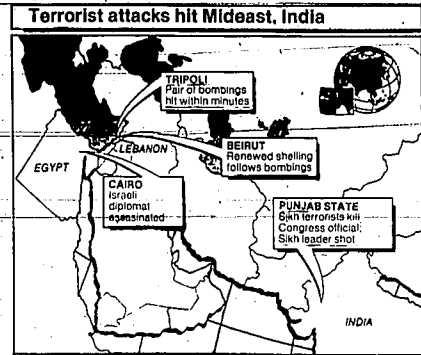 Terrorist attacks hit Mideast, India
TRIPOLI
Pair of bombings
hit within minutes
LEBANON
BEIRUT
Renewed shelling
follows bombings
EGYPT
CAIRO
Israeli
diplomat
assasinated
PUNJAB STATE
Sikh terrorists kill
Congress official;
Sikh leader shot
INDIA